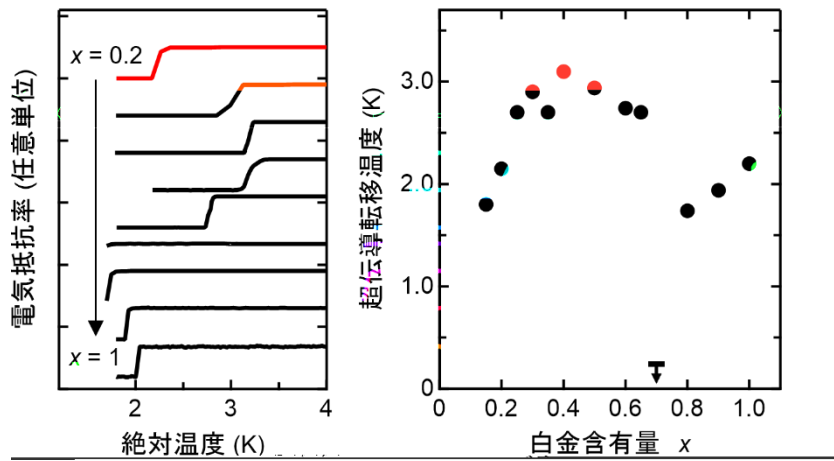 x = 0.2
x = 1
電気抵抗率 (任意単位)
2
3
4
絶対温度 (K)
超伝導転移温度 (K)
3.0
2.0
1.0
0
0
0.2
0.4
0.6
0.8
1.0
白金含有量 x